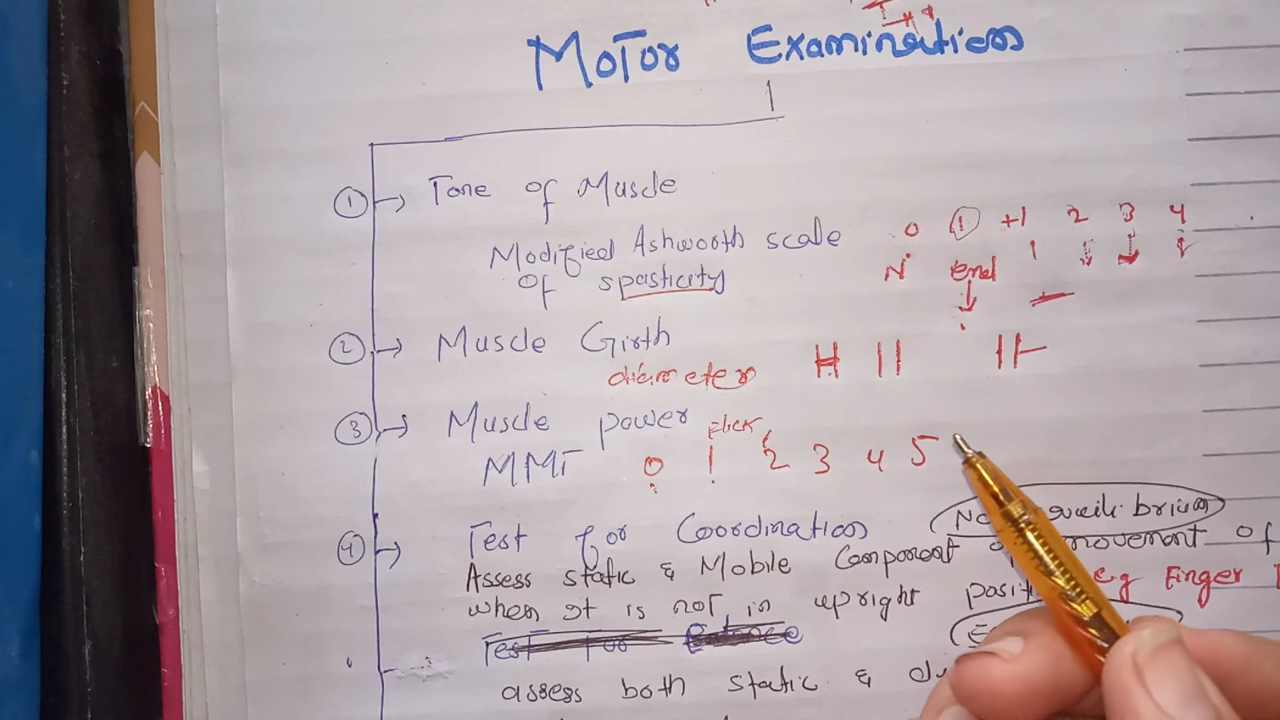 Motor Examination
① → Tone of Muscle
Modified Ashworth scale 0 ① +1 2 3 4
of spasticity N end
② → Muscle Girth
diameter
③ → Muscle power
MMT 0 1 2 3 4 5
④ → Test for Coordination
Assess static & Mobile Component movement of
when It is not in upright e.g Finger
Test for
assess both static &